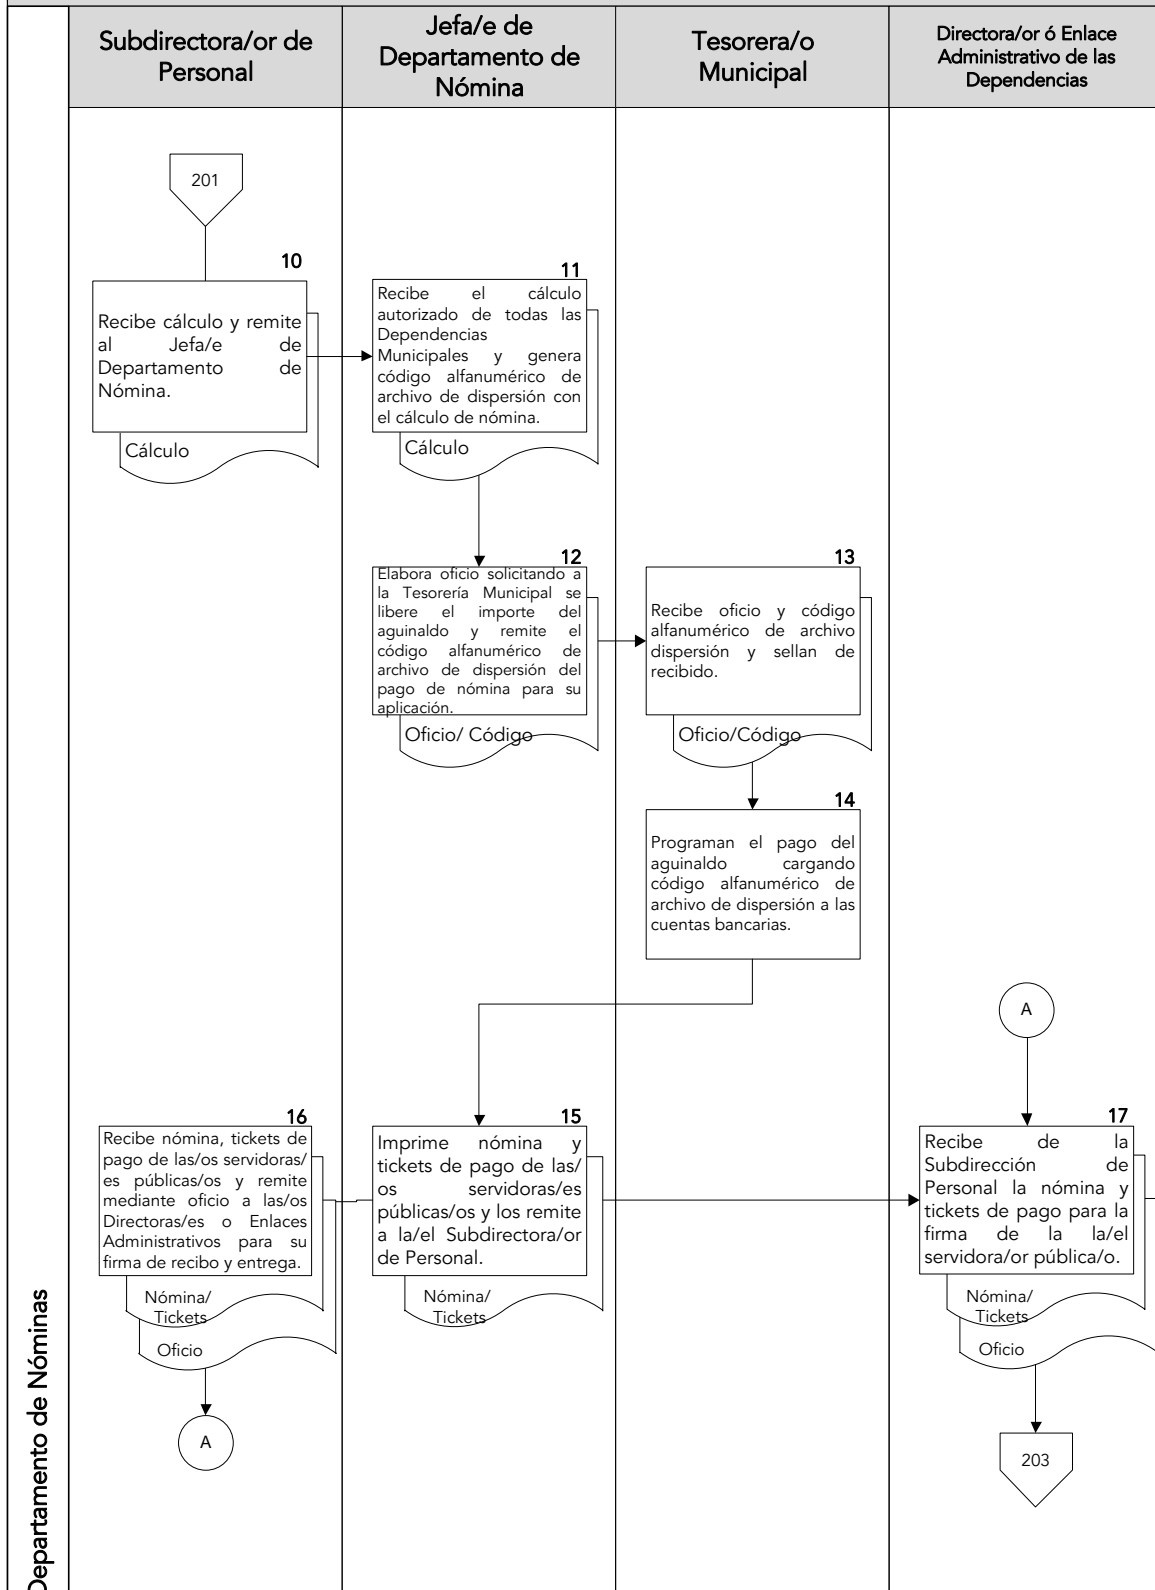 Subdirectora/or de
Personal
Jefa/e de
Departamento de
Nómina
Tesorera/o
Municipal
Directora/or ó Enlace
Administrativo de las
Dependencias
201
10
Recibe cálculo y remite
al Jefa/e de
Departamento de
Nómina.
Cálculo
11
Recibe el cálculo
autorizado de todas las
Dependencias
Municipales y genera
código alfanumérico de
archivo de dispersión con
el cálculo de nómina.
Cálculo
12
Elabora oficio solicitando a
la Tesorería Municipal se
libere el importe del
aguinaldo y remite el
código alfanumérico de
archivo de dispersión del
pago de nómina para su
aplicación.
Oficio/ Código
13
Recibe oficio y código
alfanumérico de archivo
dispersión y sellan de
recibido.
Oficio/Código
14
Programan el pago del
aguinaldo cargando
código alfanumérico de
archivo de dispersión a las
cuentas bancarias.
A
16
Recibe nómina, tickets de
pago de las/os servidoras/
es públicas/os y remite
mediante oficio a las/os
Directoras/es o Enlaces
Administrativos para su
firma de recibo y entrega.
Nómina/
Tickets
Oficio
A
15
Imprime nómina y
tickets de pago de las/
os servidoras/es
públicas/os y los remite
a la/el Subdirectora/or
de Personal.
Nómina/
Tickets
17
Recibe de la
Subdirección de
Personal la nómina y
tickets de pago para la
firma de la la/el
servidora/or pública/o.
Nómina/
Tickets
Oficio
203
Departamento de Nóminas